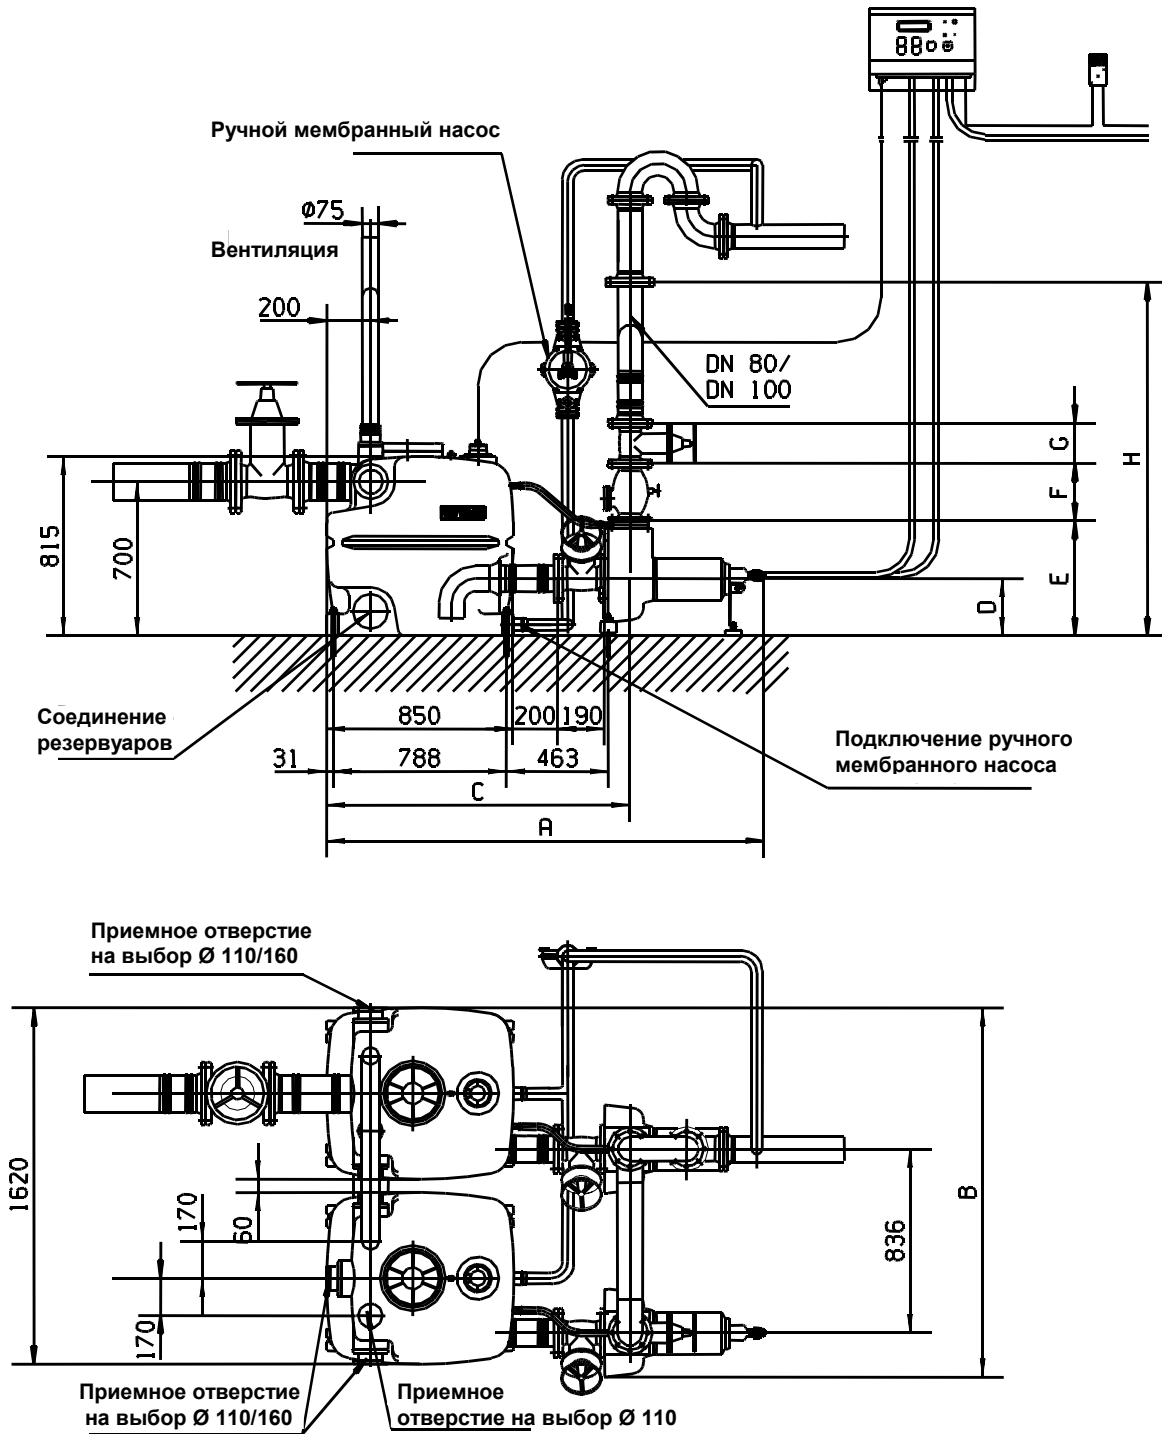 88
Ручной мембранный насос
Ø75
Вентиляция
200
DN 80/
DN 100
G
H
F
815
700
E
D
Соединение
резервуаров
850
200
190
Подключение ручного
мембранного насоса
31
788
463
C
A
Приемное отверстие
на выбор Ø 110/160
1620
170
60
B
836
170
Приемное отверстие
на выбор Ø 110/160
Приемное
отверстие на выбор Ø 110